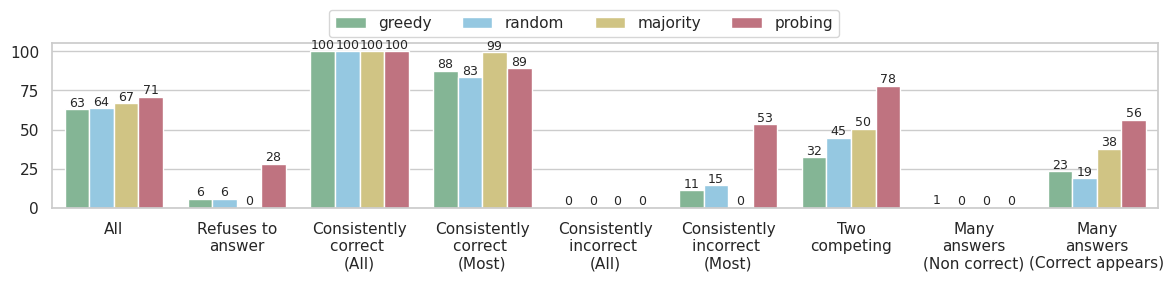 greedy random majority probing
100
75
50
25
0
63 64 67 71
6 6 0 28
100 100 100 100
88 83 99 89
0 0 0 0
11 15 0 53
32 45 50 78
1 0 0 0
23 19 38 56
All
Refuses to
answer
Consistently
correct
(All)
Consistently
correct
(Most)
Consistently
incorrect
(All)
Consistently
incorrect
(Most)
Two
competing
Many
answers
(Non correct)
Many
answers
(Correct appears)